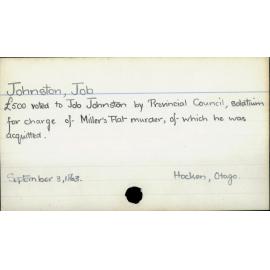 Johnston, Job
£500 voted to Job Johnston by Provincial Council,
for charge of Miller's Flat murder, of which he was
acquitted.
September 3, 1863. Hocken, Otago.